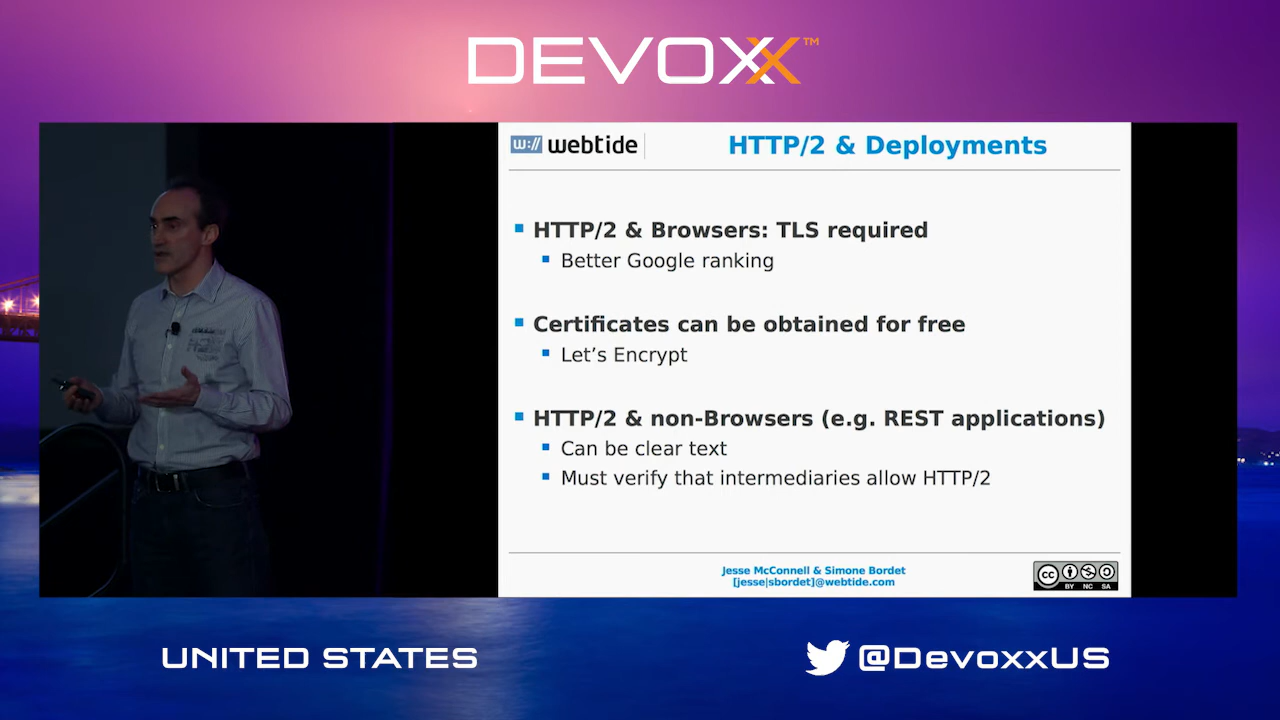 DEVOXX™
w:// webtide
HTTP/2 & Deployments
HTTP/2 & Browsers: TLS required
Better Google ranking
Certificates can be obtained for free
Let’s Encrypt
HTTP/2 & non-Browsers (e.g. REST applications)
Can be clear text
Must verify that intermediaries allow HTTP/2
Jesse McConnell & Simone Bordet
[jesse|sbordet]@webtide.com
cc
BY NC SA
UNITED STATES
@DevoxxUS